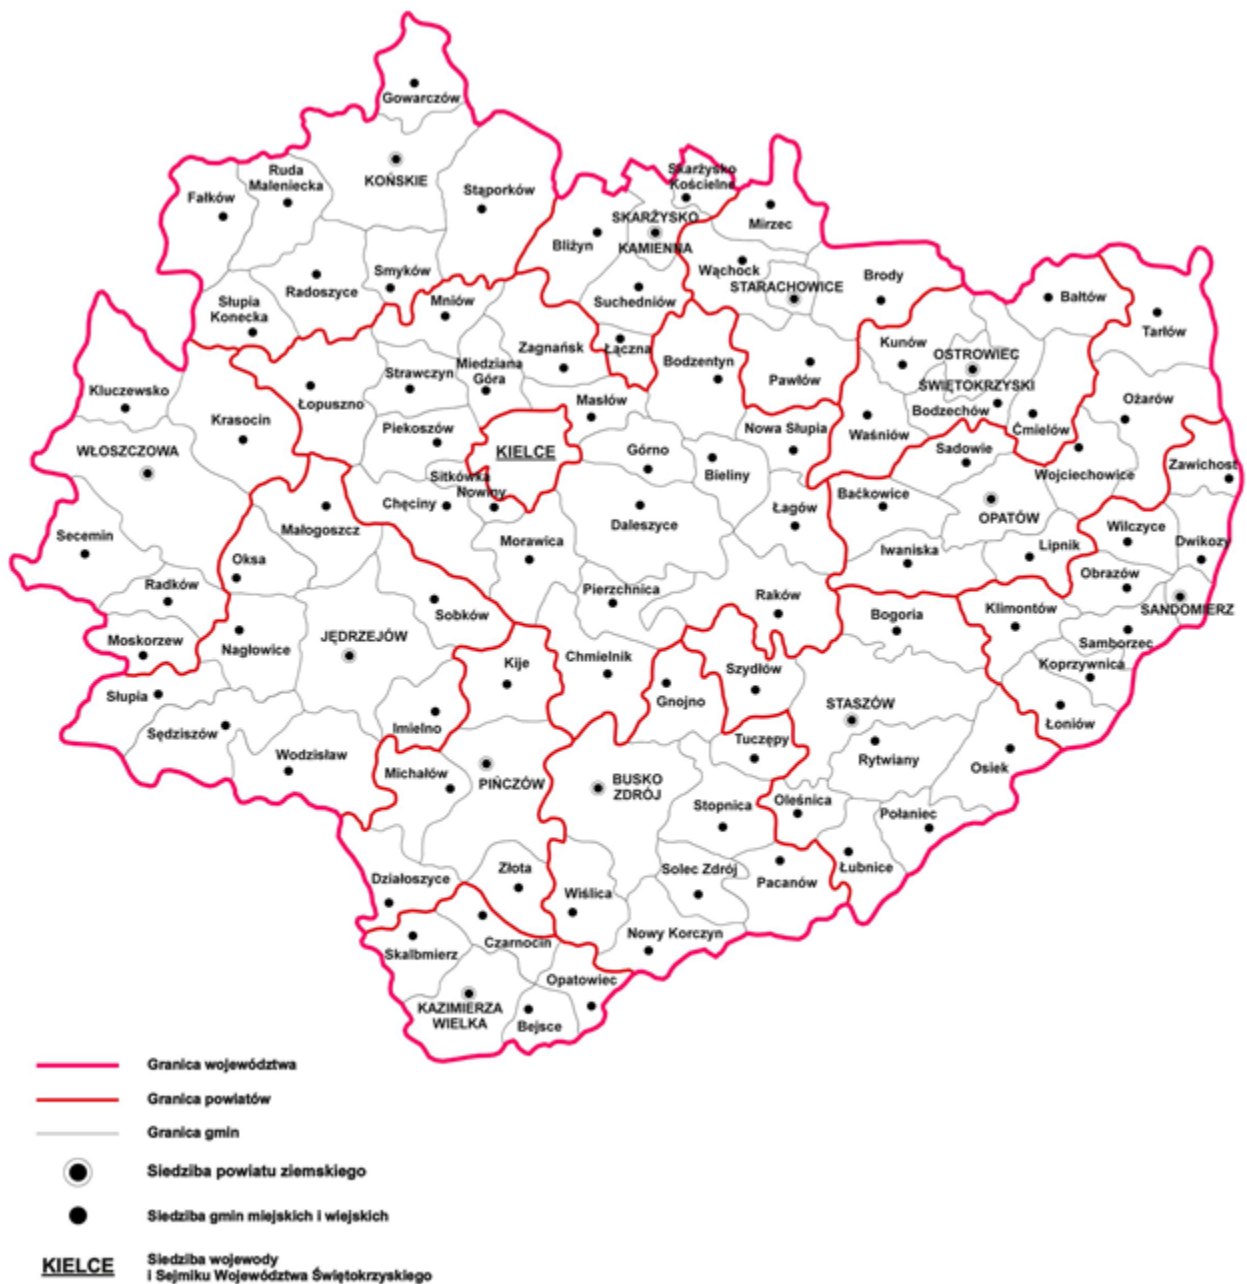 Gowarczów
KOŃSKIE
Ruda
Maleniecka
Fałków
Stąporków
Skarżysko
Kościelne
SKARŻYSKO
KAMIENNA
Bliżyn
Mirzec
Smyków
Radoszyce
Słupia
Konecka
Wąchock
STARACHOWICE
Brody
Suchedniów
Mniów
Bałtów
Tarłów
Łączna
Zagnańsk
Bodzentyn
Pawłów
Kunów
OSTROWIEC
ŚWIĘTOKRZYSKI
Bodzechów
Ćmielów
Waśniów
Ożarów
Kluczewsko
Krasocin
Łopuszno
Strawczyn
Miedziana
Góra
Masłów
Piekoszów
KIELCE
Nowa Słupia
Górno
Bieliny
Sadowie
Wojciechowice
Zawichost
WŁOSZCZOWA
Sitkówka
Nowiny
Chęciny
Małogoszcz
Daleszyce
Łagów
Baćkowice
OPATÓW
Wilczyce
Dwikozy
Secemin
Oksa
Morawica
Iwaniska
Lipnik
Obrazów
SANDOMIERZ
Radków
Sobków
Pierzchnica
Raków
Bogoria
Klimontów
Samborzec
Moskorzew
Nagłowice
JĘDRZEJÓW
Kije
Chmielnik
Gnojno
Szydłów
Koprzywnica
Łoniów
Słupia
Sędziszów
Imielno
STASZÓW
Tuczępy
Rytwiany
Osiek
Wodzisław
Michałów
PIŃCZÓW
BUSKO
ZDRÓJ
Stopnica
Oleśnica
Połaniec
Działoszyce
Złota
Wiślica
Solec Zdrój
Pacanów
Łubnice
Skalbmierz
Czarnocin
Nowy Korczyn
Opatowiec
KAZIMIERZA
WIELKA
Bejsce
Granica województwa
Granica powiatów
Granica gmin
Siedziba powiatu ziemskiego
Siedziba gmin miejskich i wiejskich
KIELCE
Siedziba wojewody
i Sejmiku Województwa Świętokrzyskiego